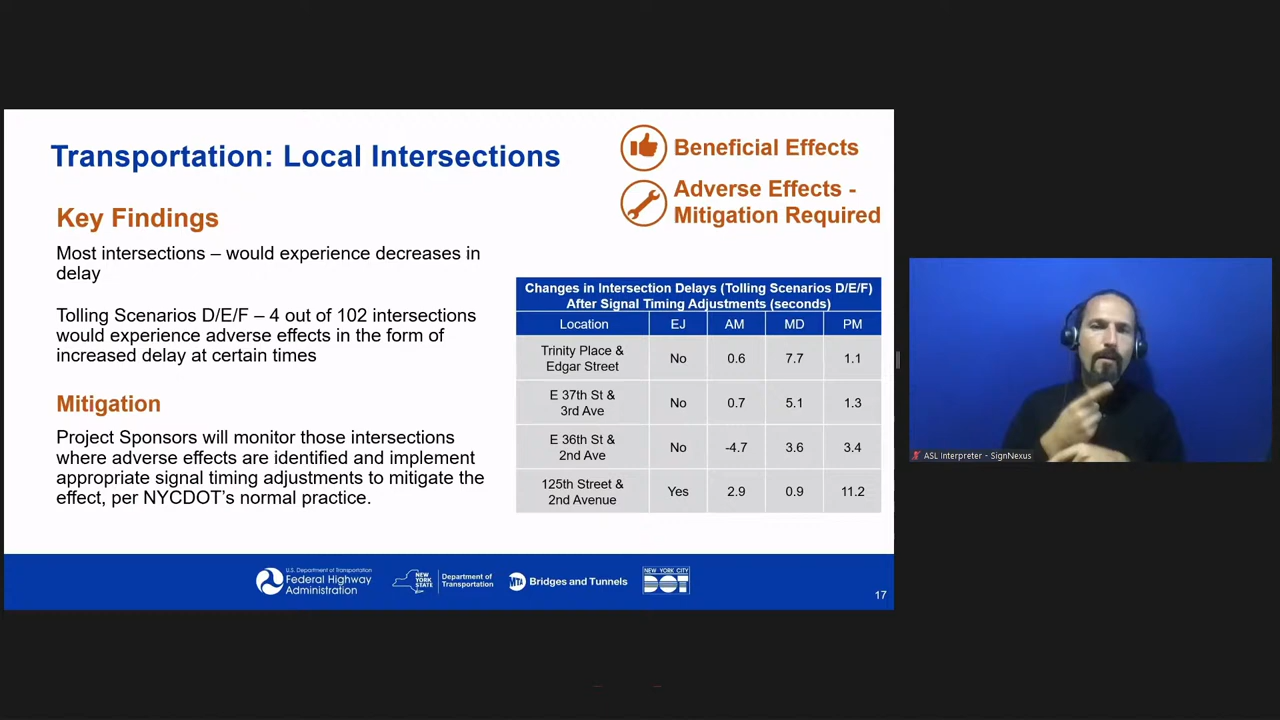 Transportation: Local Intersections
Beneficial Effects
Adverse Effects -
Mitigation Required
Key Findings
Most intersections – would experience decreases in
delay
Tolling Scenarios D/E/F – 4 out of 102 intersections
would experience adverse effects in the form of
increased delay at certain times
Mitigation
Project Sponsors will monitor those intersections
where adverse effects are identified and implement
appropriate signal timing adjustments to mitigate the
effect, per NYCDOT's normal practice.
Changes in Intersection Delays (Tolling Scenarios D/E/F)
After Signal Timing Adjustments (seconds)
Location EJ AM MD PM
Trinity Place &
Edgar Street No 0.6 7.7 1.1
E 37th St &
3rd Ave No 0.7 5.1 1.3
E 36th St &
2nd Ave No -4.7 3.6 3.4
125th Street &
2nd Avenue Yes 2.9 0.9 11.2
U.S. Department of Transportation
Federal Highway
Administration
NEW
YORK
STATE
Department of
Transportation
MTA Bridges and Tunnels
NEW YORK CITY
DOT
17
ASL Interpreter - SignNexus